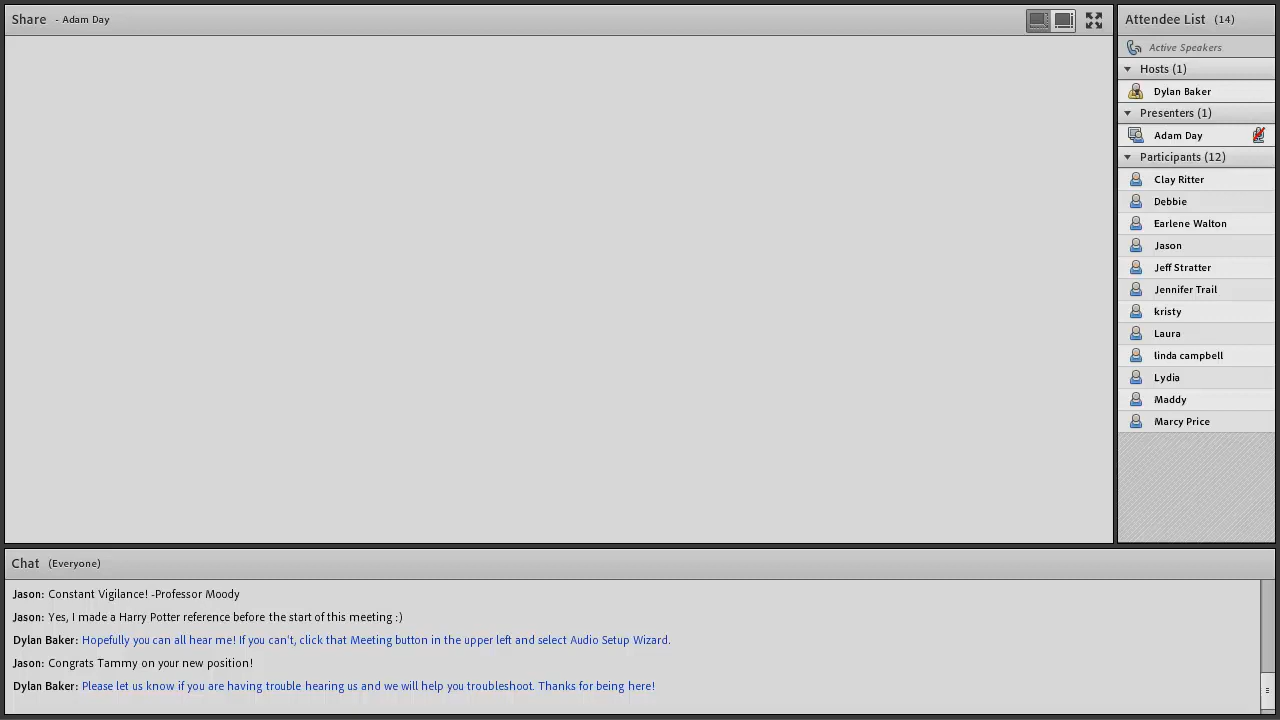 Share - Adam Day
Attendee List (14)
Active Speakers
Hosts (1)
Dylan Baker
Presenters (1)
Adam Day
Participants (12)
Clay Ritter
Debbie
Earlene Walton
Jason
Jeff Stratter
Jennifer Trail
kristy
Laura
linda campbell
Lydia
Maddy
Marcy Price
Chat (Everyone)
Jason: Constant Vigilance! -Professor Moody
Jason: Yes, I made a Harry Potter reference before the start of this meeting :)
Dylan Baker: Hopefully you can all hear me! If you can't, click that Meeting button in the upper left and select Audio Setup Wizard.
Jason: Congrats Tammy on your new position!
Dylan Baker: Please let us know if you are having trouble hearing us and we will help you troubleshoot. Thanks for being here!